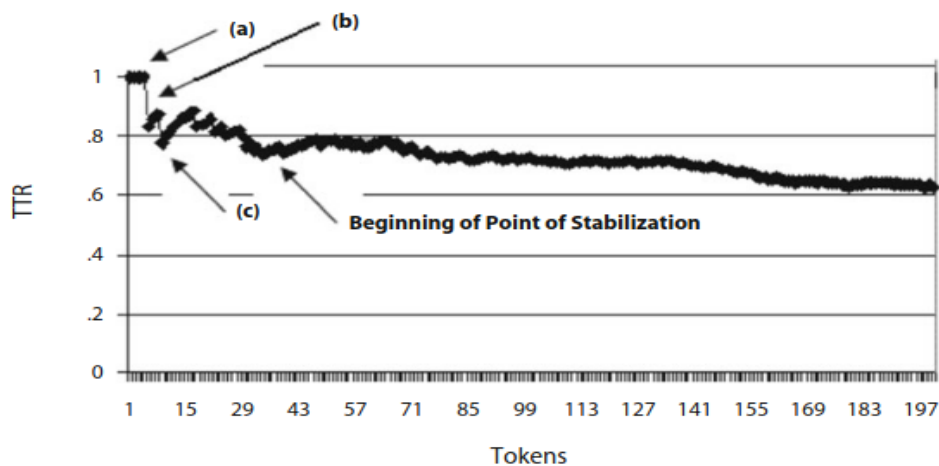 (a)
(b)
1
.8
.6
.4
.2
0
(c)
Beginning of Point of Stabilization
TTR
1 15 29 43 57 71 85 99 113 127 141 155 169 183 197
Tokens